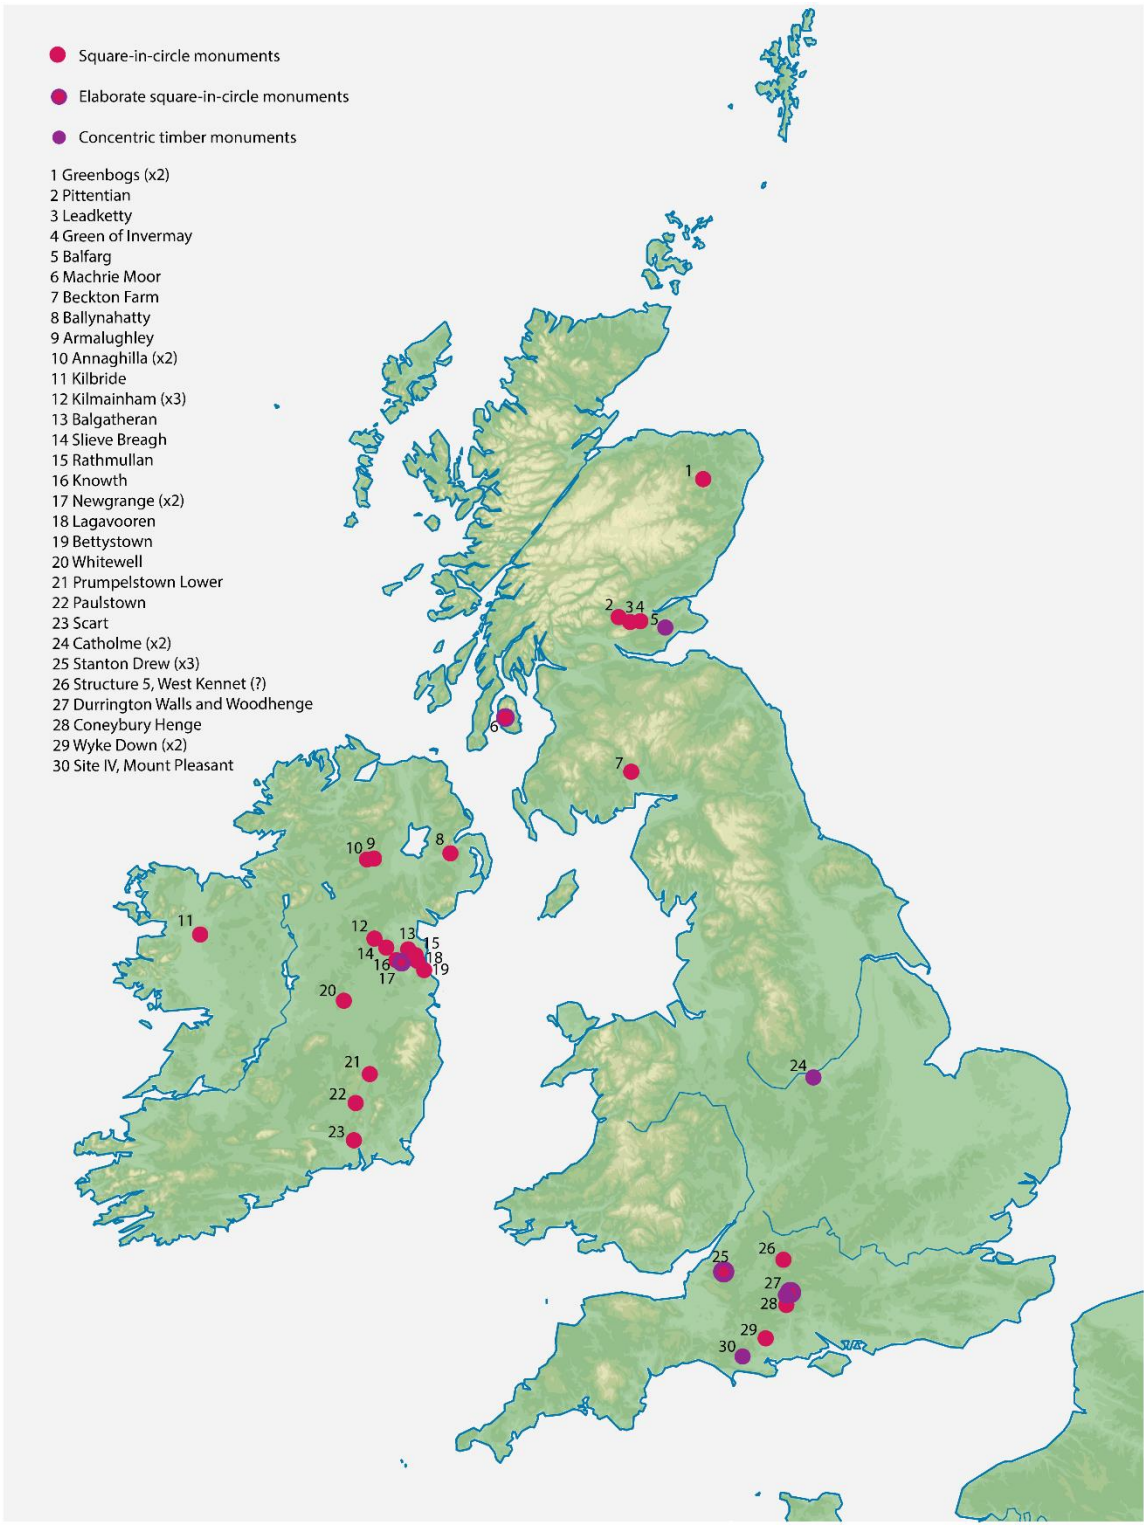 Square-in-circle monuments
Elaborate square-in-circle monuments
Concentric timber monuments
1 Greenbogs (x2)
2 Pittentian
3 Leadketty
4 Green of Invermay
5 Balfarg
6 Machrie Moor
7 Beckton Farm
8 Ballynahatty
9 Armalughley
10 Annaghilla (x2)
11 Kilbride
12 Kilmainham (x3)
13 Balgatheran
14 Slieve Breagh
15 Rathmullan
16 Knowth
17 Newgrange (x2)
18 Lagavooren
19 Bettystown
20 Whitewell
21 Prumpelstown Lower
22 Paulstown
23 Scart
24 Catholme (x2)
25 Stanton Drew (x3)
26 Structure 5, West Kennet (?)
27 Durrington Walls and Woodhenge
28 Coneybury Henge
29 Wyke Down (x2)
30 Site IV, Mount Pleasant
1
2
3
4
5
6
7
8
9
10
11
12
13
14
15
16
17
18
19
20
21
22
23
24
25
26
27
28
29
30